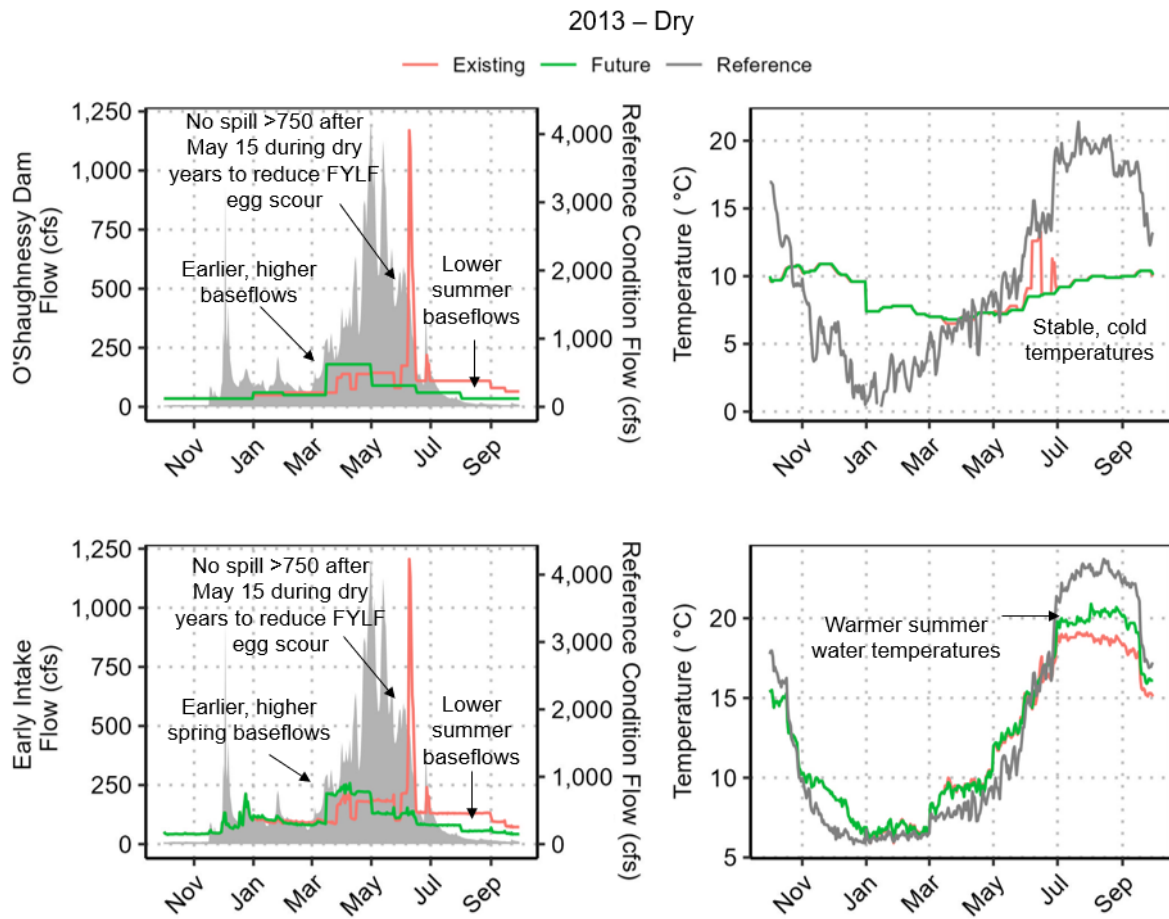 2013 – Dry
Existing Future Reference
O'Shaughnessy Dam
Flow (cfs)
1,250
1,000
750
500
250
0
No spill >750 after
May 15 during dry
years to reduce FYLF
egg scour
Earlier, higher
baseflows
Lower
summer
baseflows
4,000
3,000
2,000
1,000
0
Reference Condition Flow (cfs)
Nov Jan Mar May Jul Sep
Temperature ( °C)
20
15
10
5
0
Stable, cold
temperatures
Nov Jan Mar May Jul Sep
Early Intake
Flow (cfs)
1,250
1,000
750
500
250
0
No spill >750 after
May 15 during dry
years to reduce FYLF
egg scour
Earlier, higher
spring baseflows
Lower
summer
baseflows
4,000
3,000
2,000
1,000
0
Reference Condition Flow (cfs)
Nov Jan Mar May Jul Sep
Temperature ( °C)
20
15
10
5
Warmer summer
water temperatures
Nov Jan Mar May Jul Sep